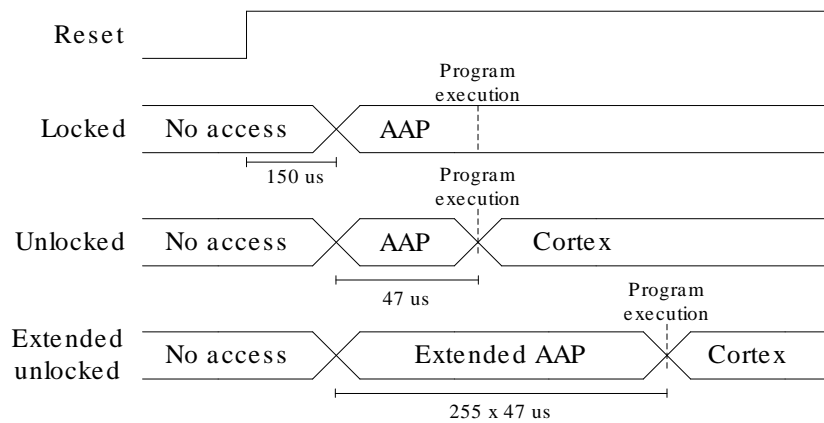 Reset
Program
execution
Locked
No access
AAP
150 us
Program
execution
Unlocked
No access
AAP
Cortex
47 us
Program
execution
Extended
unlocked
No access
Extended AAP
Cortex
255 x 47 us